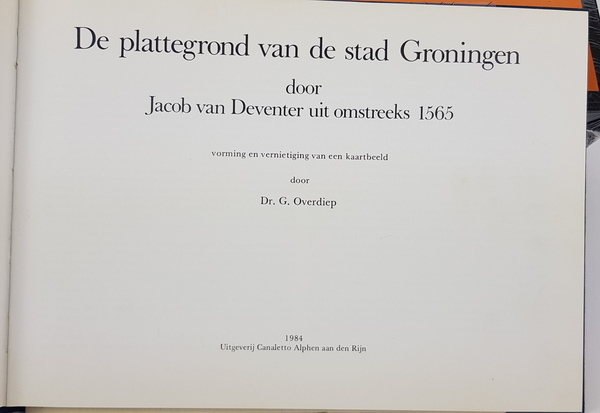 De plattegrond van de stad Groningen
door
Jacob van Deventer uit omstreeks 1565
vorming en vernietiging van een kaartbeeld
door
Dr. G. Overdiep
1984
Uitgeverij Canaletto Alphen aan den Rijn